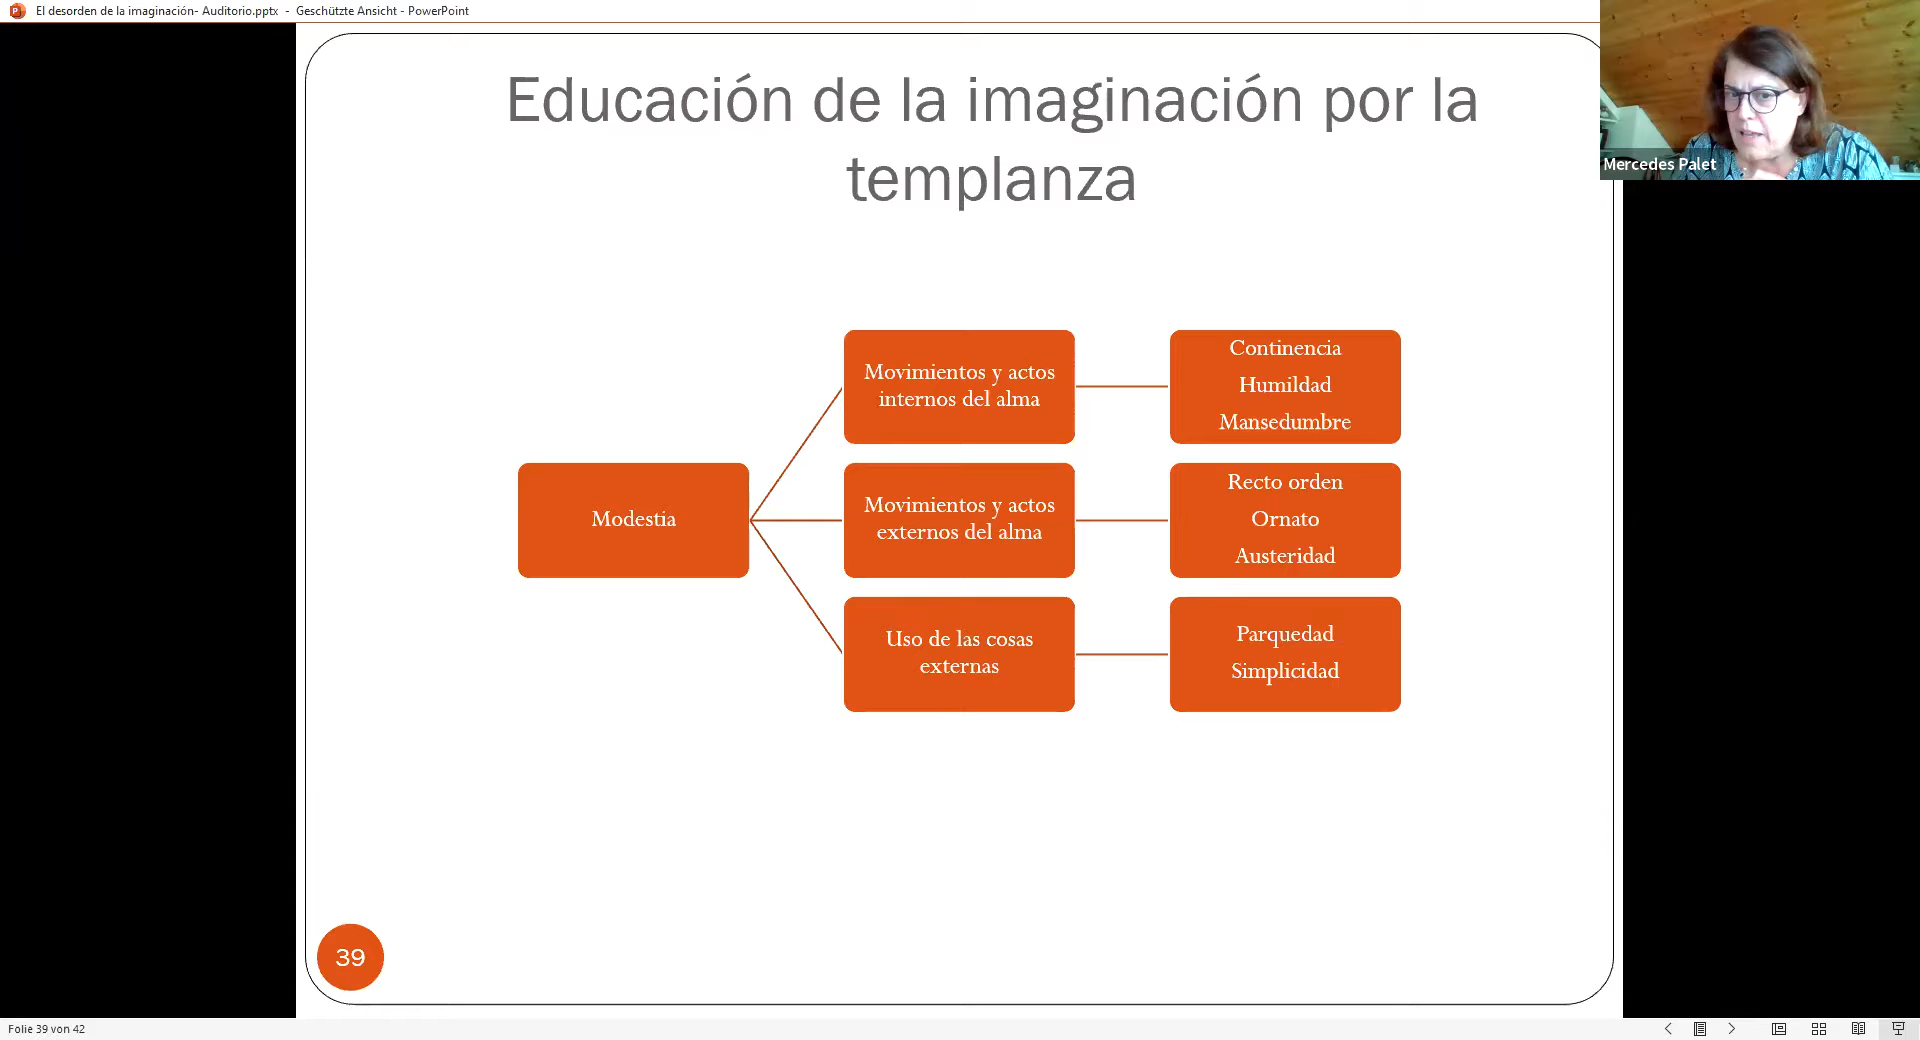 El desorden de la imaginación- Auditorio.pptx - Geschützte Ansicht - PowerPoint
Educación de la imaginación por la
templanza
Mercedes Palet
Modestia
Movimientos y actos
internos del alma
Continencia
Humildad
Mansedumbre
Movimientos y actos
externos del alma
Recto orden
Ornato
Austeridad
Uso de las cosas
externas
Parquedad
Simplicidad
39
Folie 39 von 42